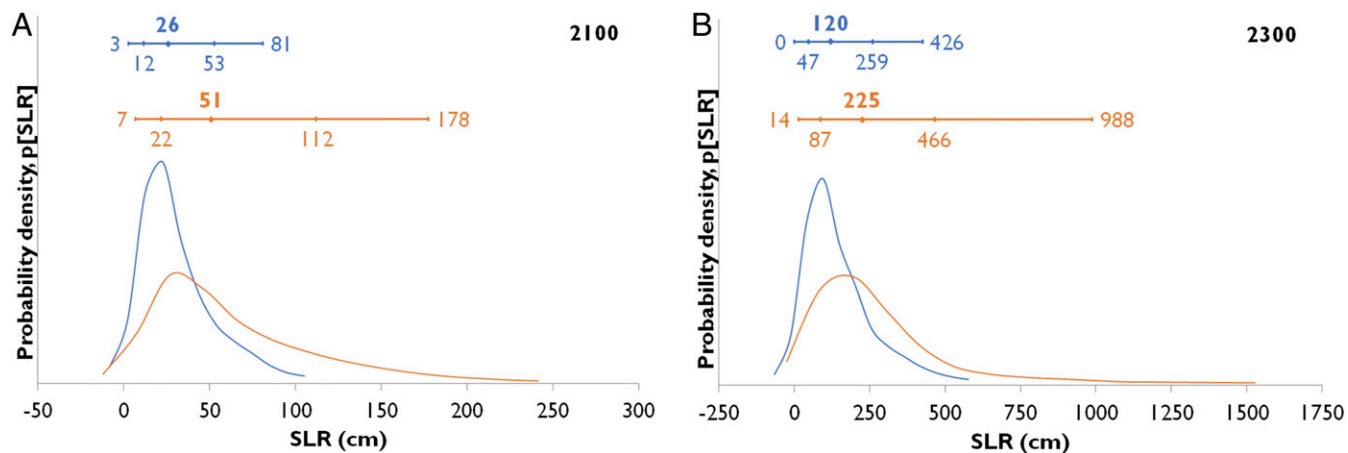 A
2100
26
3 81
12 53
51
7 178
22 112
Probability density, p[SLR]
-50 0 50 100 150 200 250 300
SLR (cm)
B
2300
120
0 426
47 259
225
14 988
87 466
Probability density, p[SLR]
-250 0 250 500 750 1000 1250 1500 1750
SLR (cm)